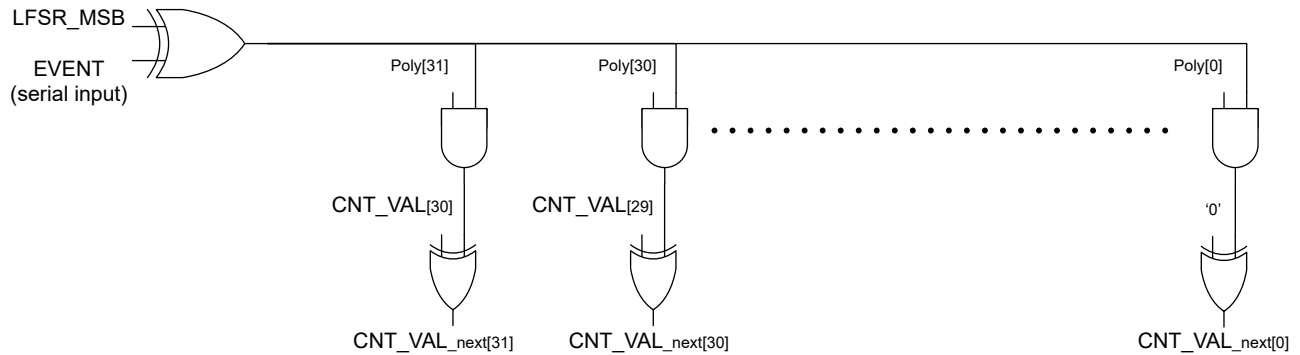 LFSR_MSB
EVENT
(serial input)
Poly[31]
Poly[30]
Poly[0]
CNT_VAL[30]
CNT_VAL[29]
‘0’
CNT_VAL_next[31]
CNT_VAL_next[30]
CNT_VAL_next[0]